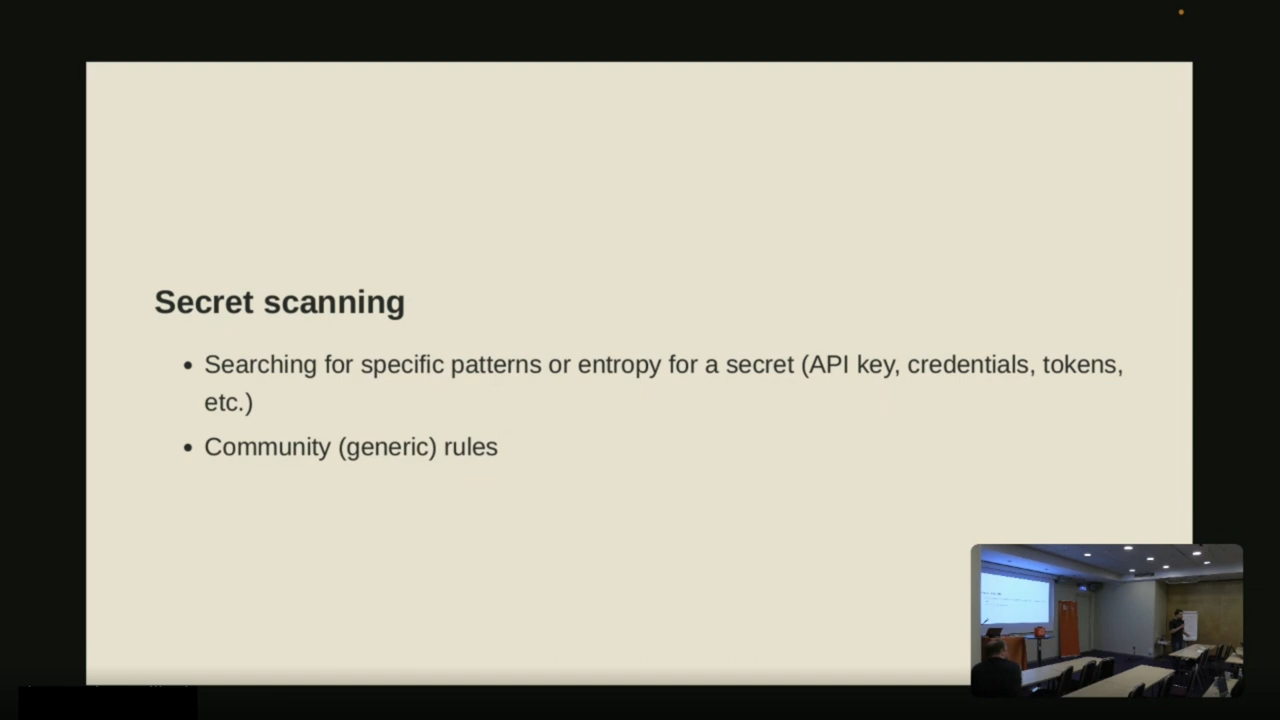 Secret scanning
• Searching for specific patterns or entropy for a secret (API key, credentials, tokens,
etc.)
• Community (generic) rules